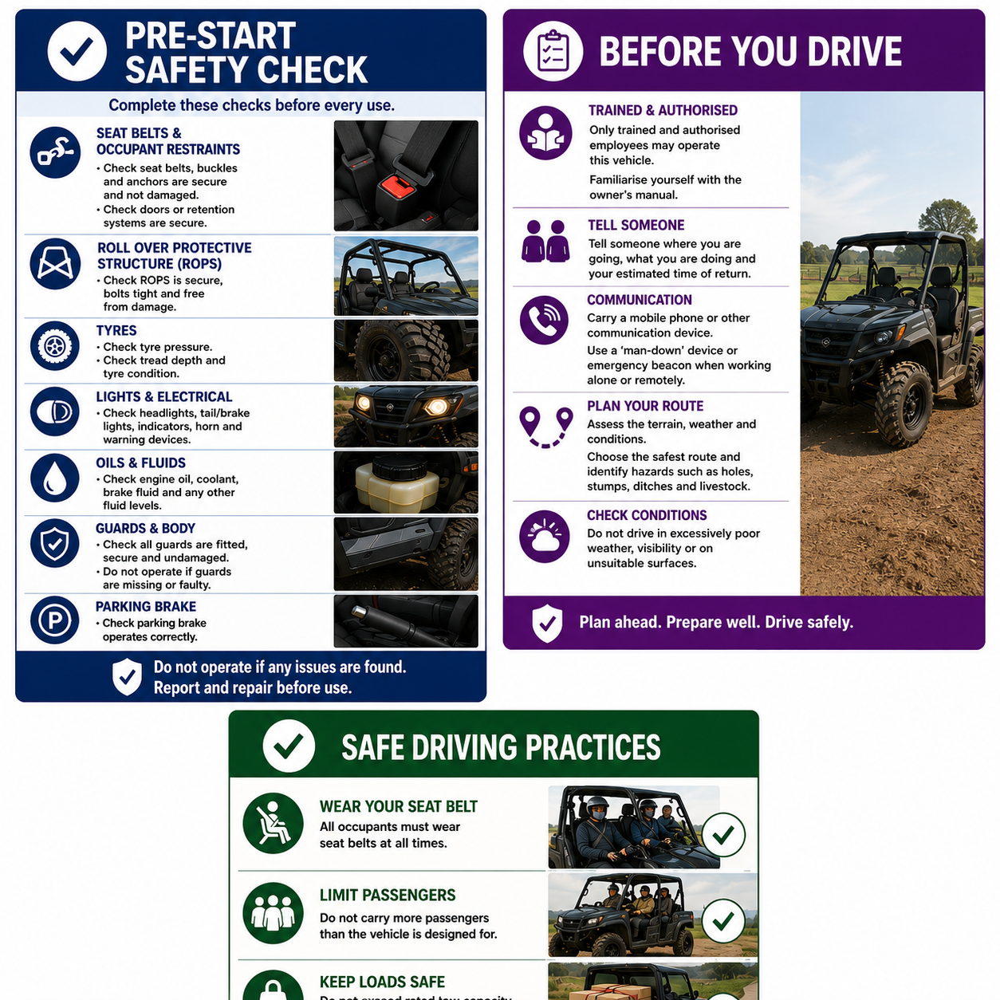 PRE-START
SAFETY CHECK
Complete these checks before every use.
SEAT BELTS &
OCCUPANT RESTRAINTS
• Check seat belts, buckles
and anchors are secure
and not damaged.
• Check doors or retention
systems are secure.
ROLL OVER PROTECTIVE
STRUCTURE (ROPS)
• Check ROPS is secure,
bolts tight and free
from damage.
TYRES
• Check tyre pressure.
• Check tread depth and
tyre condition.
LIGHTS & ELECTRICAL
• Check headlights, tail/brake
lights, indicators, horn and
warning devices.
OILS & FLUIDS
• Check engine oil, coolant,
brake fluid and any other
fluid levels.
GUARDS & BODY
• Check all guards are fitted,
secure and undamaged.
• Do not operate if guards
are missing or faulty.
P
PARKING BRAKE
• Check parking brake
operates correctly.
Do not operate if any issues are found.
Report and repair before use.
BEFORE YOU DRIVE
TRAINED & AUTHORISED
Only trained and authorised
employees may operate
this vehicle.
Familiarise yourself with the
owner's manual.
TELL SOMEONE
Tell someone where you are
going, what you are doing and
your estimated time of return.
COMMUNICATION
Carry a mobile phone or other
communication device.
Use a ‘man-down’ device or
emergency beacon when working
alone or remotely.
PLAN YOUR ROUTE
Assess the terrain, weather and
conditions.
Choose the safest route and
identify hazards such as holes,
stumps, ditches and livestock.
CHECK CONDITIONS
Do not drive in excessively poor
weather, visibility or on
unsuitable surfaces.
Plan ahead. Prepare well. Drive safely.
SAFE DRIVING PRACTICES
WEAR YOUR SEAT BELT
All occupants must wear
seat belts at all times.
LIMIT PASSENGERS
Do not carry more passengers
than the vehicle is designed for.
KEEP LOADS SAFE
Do not exceed rated tow capacity